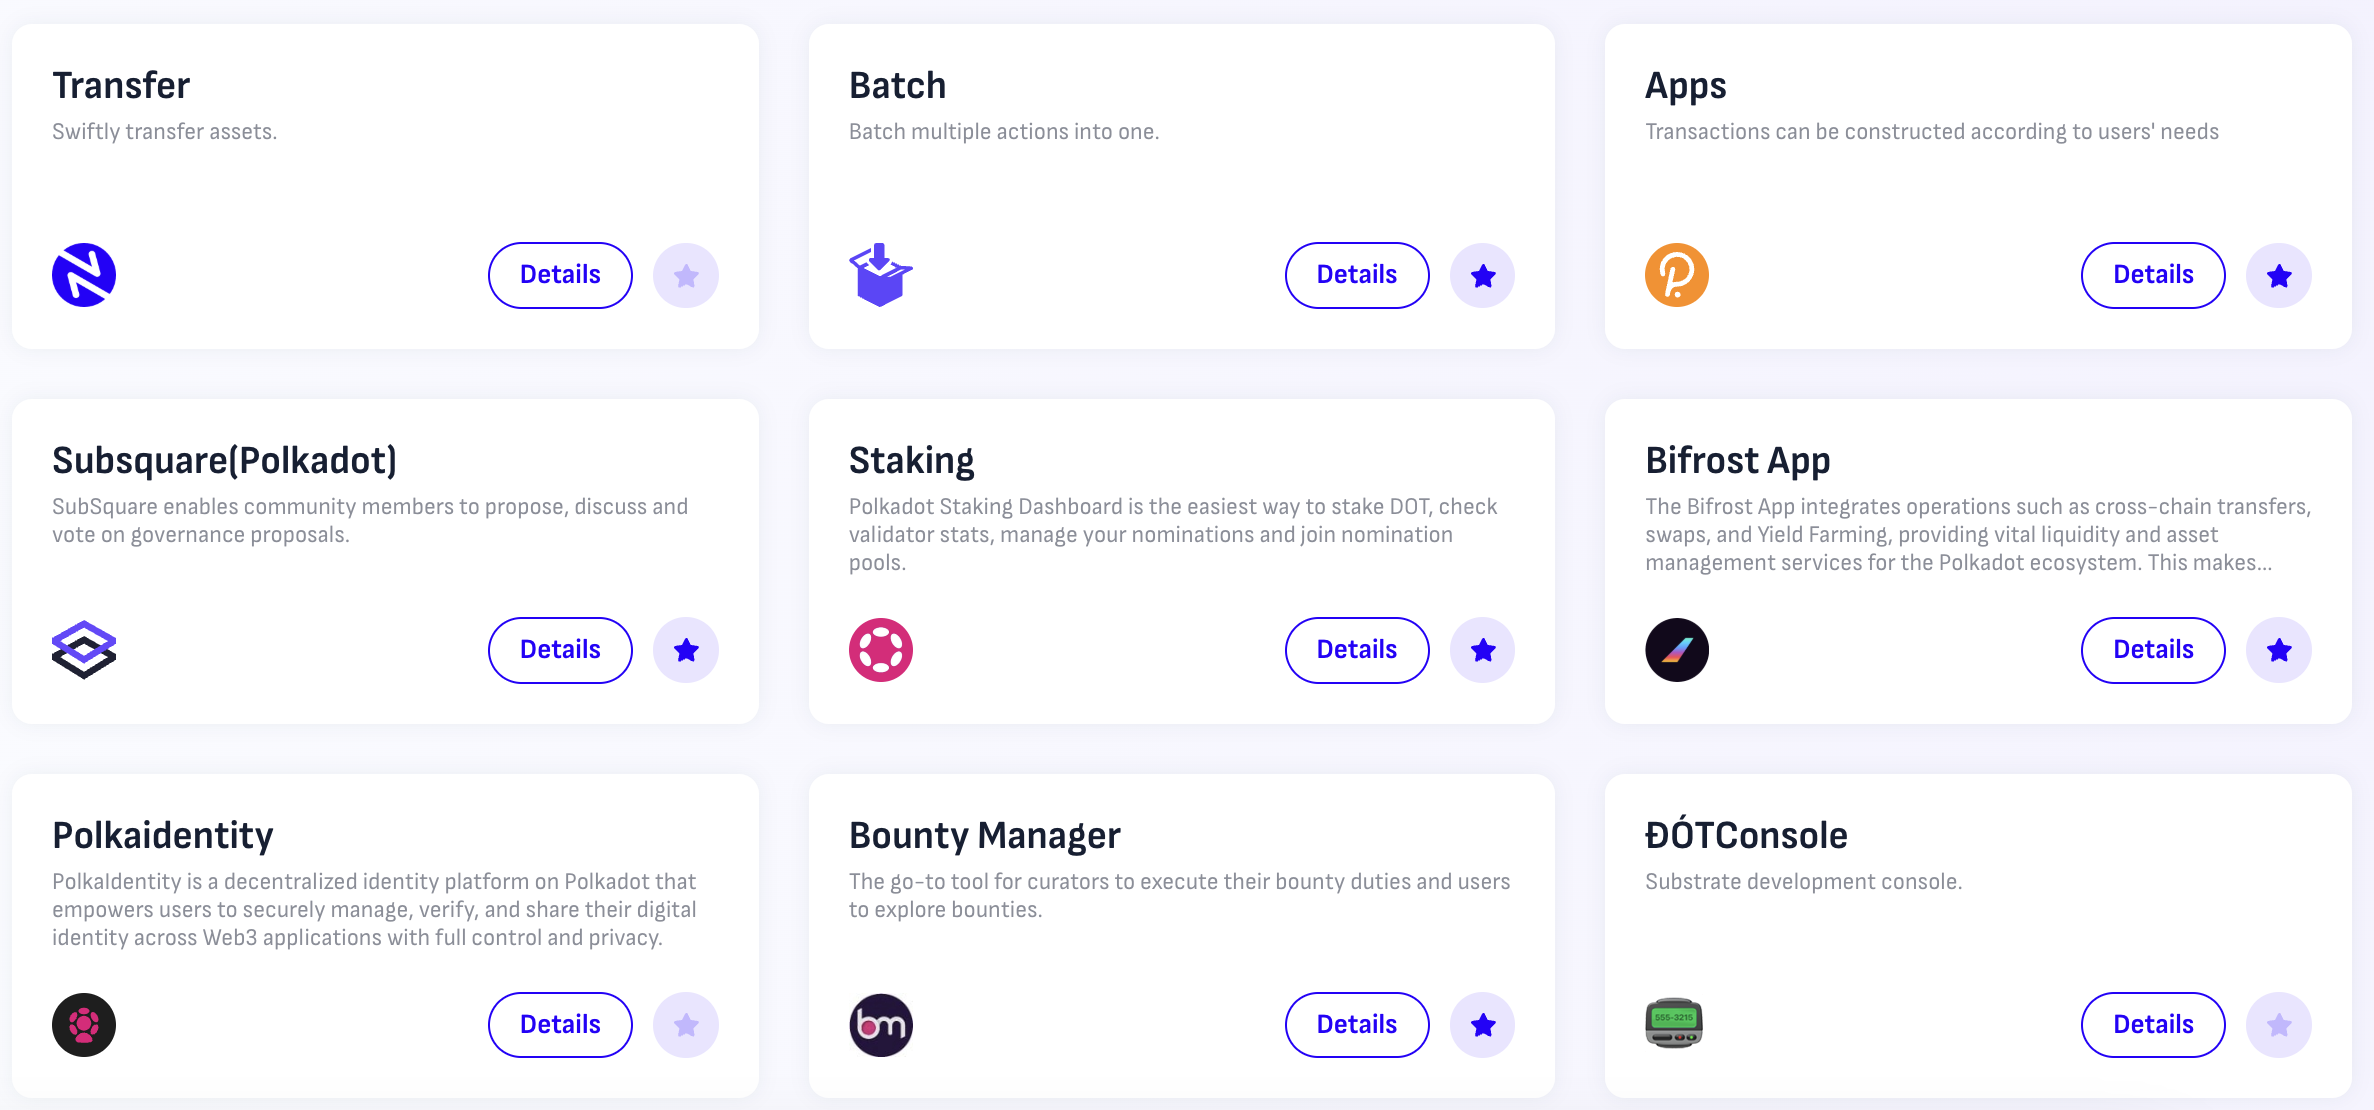 Transfer
Swiftly transfer assets.
Details
Batch
Batch multiple actions into one.
Details
Apps
Transactions can be constructed according to users' needs
Details
Subsquare(Polkadot)
SubSquare enables community members to propose, discuss and
vote on governance proposals.
Details
Staking
Polkadot Staking Dashboard is the easiest way to stake DOT, check
validator stats, manage your nominations and join nomination
pools.
Details
Bifrost App
The Bifrost App integrates operations such as cross-chain transfers,
swaps, and Yield Farming, providing vital liquidity and asset
management services for the Polkadot ecosystem. This makes...
Details
Polkaidentity
PolkaIdentity is a decentralized identity platform on Polkadot that
empowers users to securely manage, verify, and share their digital
identity across Web3 applications with full control and privacy.
Details
Bounty Manager
The go-to tool for curators to execute their bounty duties and users
to explore bounties.
bm
Details
ĐÓTConsole
Substrate development console.
555-3215
Details